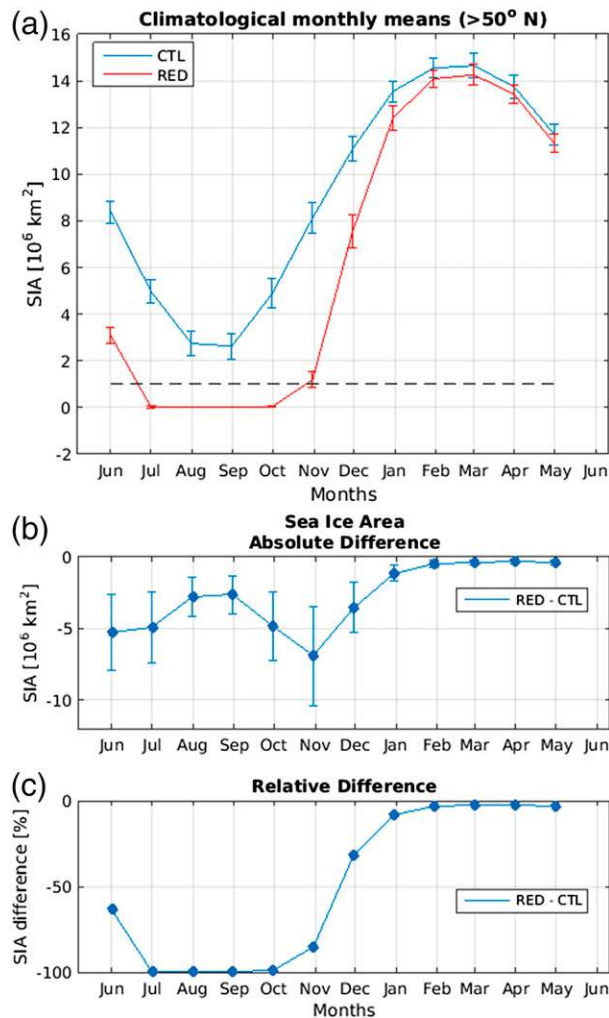 (a)
Climatological monthly means (>50° N)
CTL
RED
SIA [10⁶ km²]
16
14
12
10
8
6
4
2
0
-2
Jun Jul Aug Sep Oct Nov Dec Jan Feb Mar Apr May Jun
Months
(b)
Sea Ice Area
Absolute Difference
RED - CTL
SIA [10⁶ km²]
0
-5
-10
Jun Jul Aug Sep Oct Nov Dec Jan Feb Mar Apr May Jun
(c)
Relative Difference
RED - CTL
SIA difference [%]
0
-50
-100
Jun Jul Aug Sep Oct Nov Dec Jan Feb Mar Apr May Jun
Months